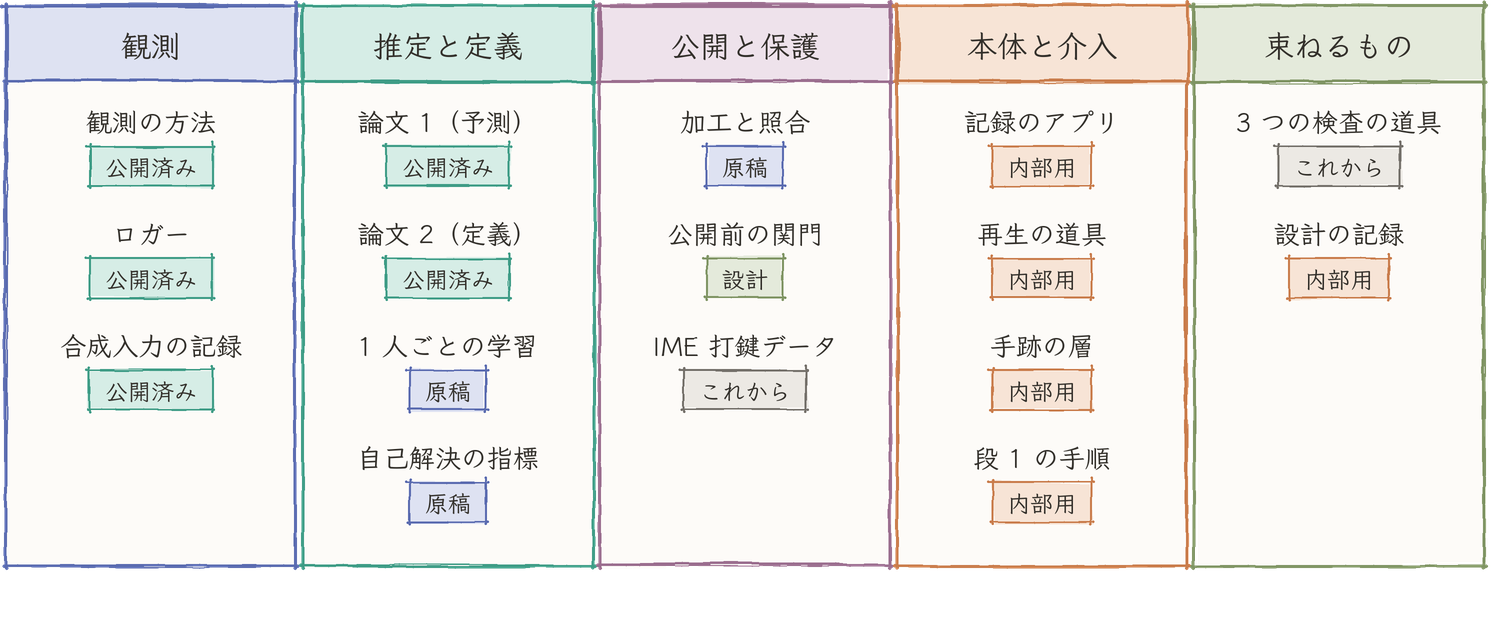 観測
観測の方法
公開済み
ロガー
公開済み
合成入力の記録
公開済み
推定と定義
論文 1（予測）
公開済み
論文 2（定義）
公開済み
1 人ごとの学習
原稿
自己解決の指標
原稿
公開と保護
加工と照合
原稿
公開前の関門
設計
IME 打鍵データ
これから
本体と介入
記録のアプリ
内部用
再生の道具
内部用
手跡の層
内部用
段 1 の手順
内部用
束ねるもの
3 つの検査の道具
これから
設計の記録
内部用